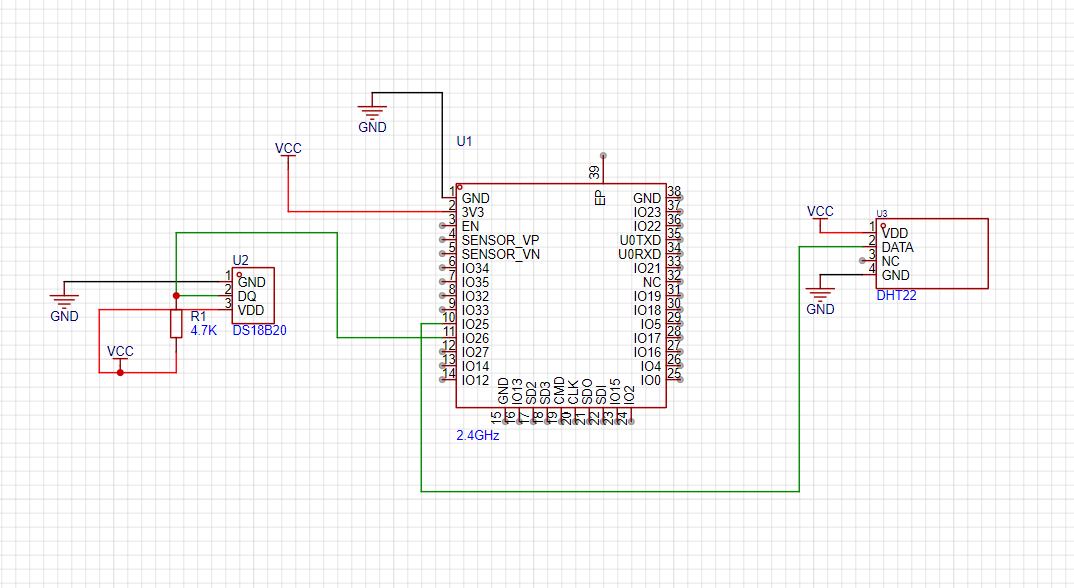 GND
VCC
U1
39
EP
1 GND
2 3V3
3 EN
4 SENSOR_VP
5 SENSOR_VN
6 IO34
7 IO35
8 IO32
9 IO33
10 IO25
11 IO26
12 IO27
13 IO14
14 IO12
GND 15
IO13 16
SD2 17
SD3 18
CMD 19
CLK 20
SDO 21
SDI 22
IO15 23
IO2 24
GND 38
IO23 37
IO22 36
U0TXD 35
U0RXD 34
IO21 33
NC 32
IO19 31
IO18 30
IO5 29
IO17 28
IO16 27
IO4 26
IO0 25
2.4GHz
U2
1 GND
2 DQ
3 VDD
DS18B20
GND
R1
4.7K
VCC
VCC
U3
1 VDD
2 DATA
3 NC
4 GND
DHT22
GND